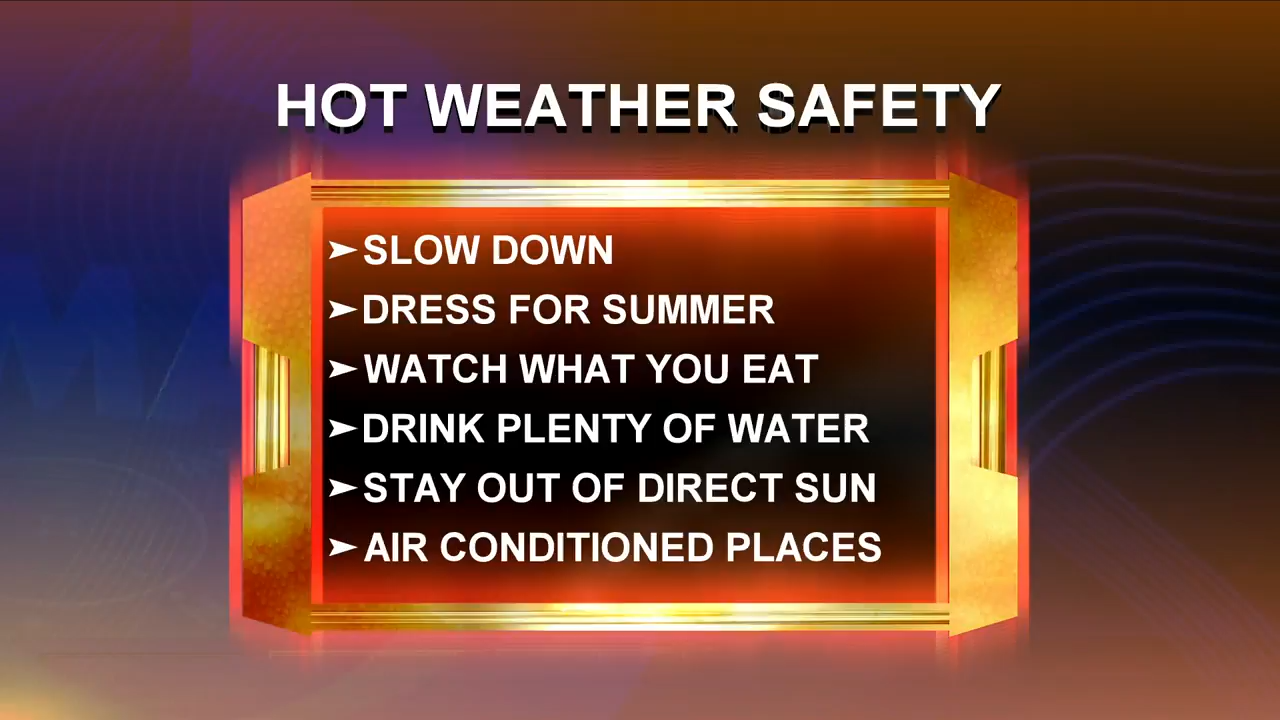 HOT WEATHER SAFETY
➢SLOW DOWN
➢DRESS FOR SUMMER
➢WATCH WHAT YOU EAT
➢DRINK PLENTY OF WATER
➢STAY OUT OF DIRECT SUN
➢AIR CONDITIONED PLACES